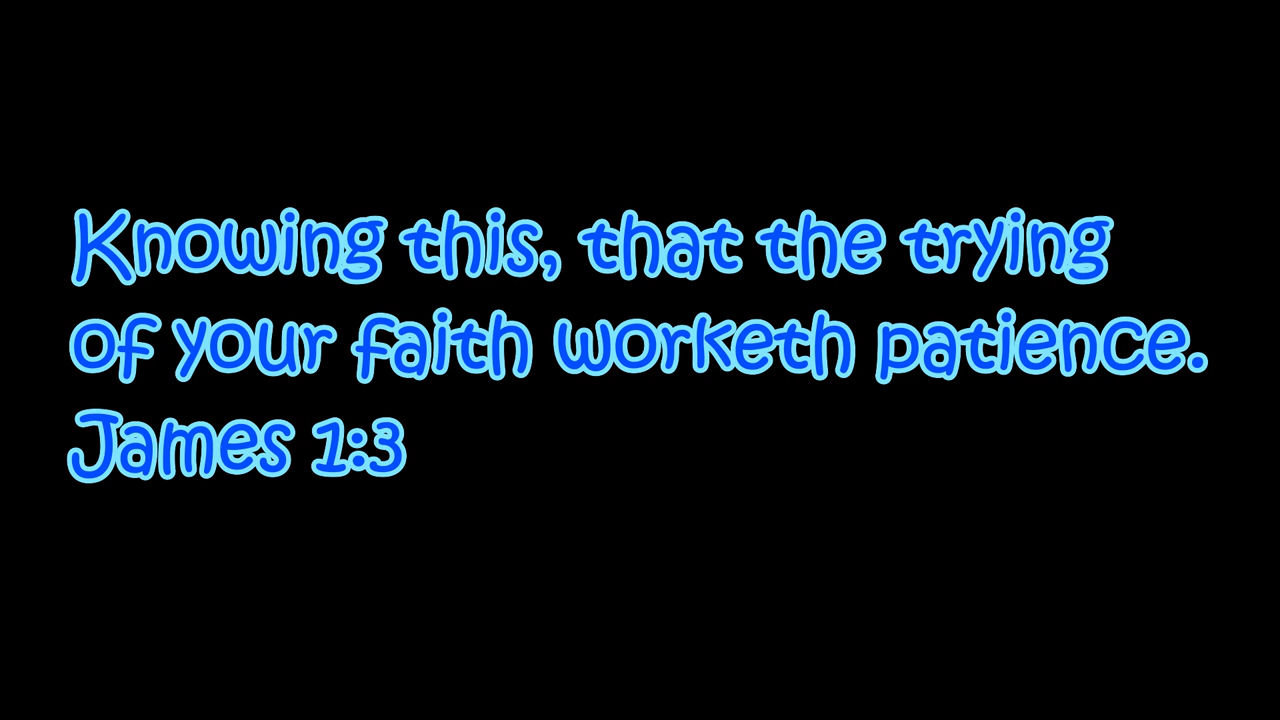 Knowing this, that the trying
of your faith worketh patience.
James 1:3